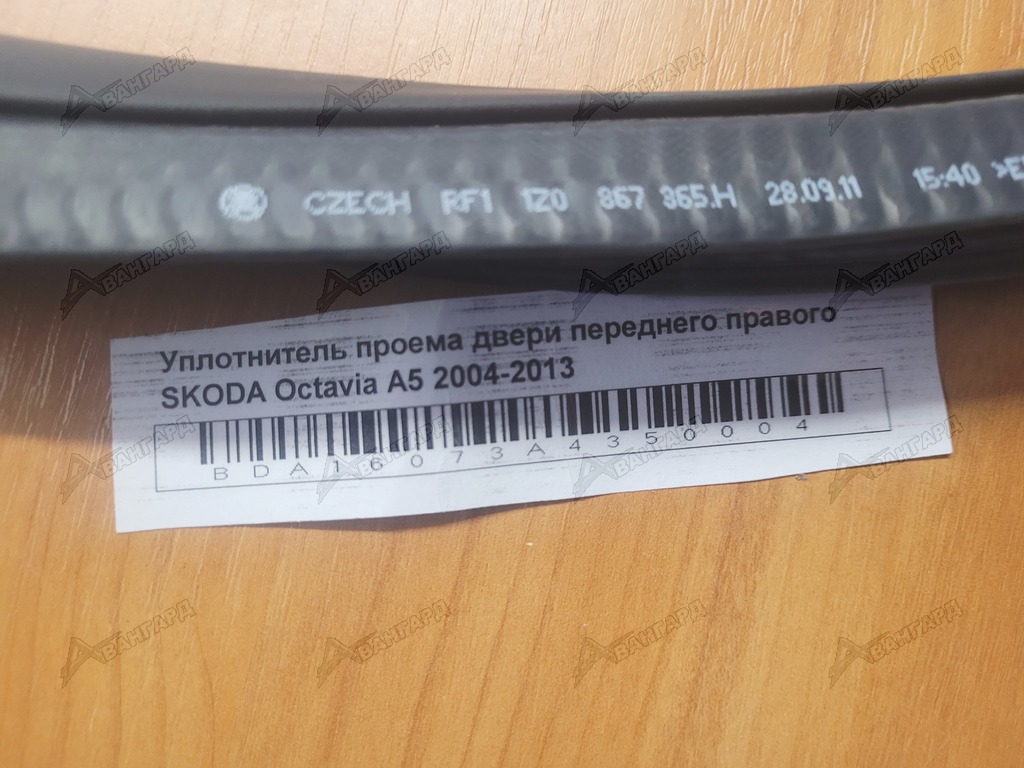 CZECH RF1 1Z0 867 365.H 28.09.11 15:40
Уплотнитель проема двери переднего правого
SKODA Octavia A5 2004-2013
BDA16073A4350004
АВАНГАРД